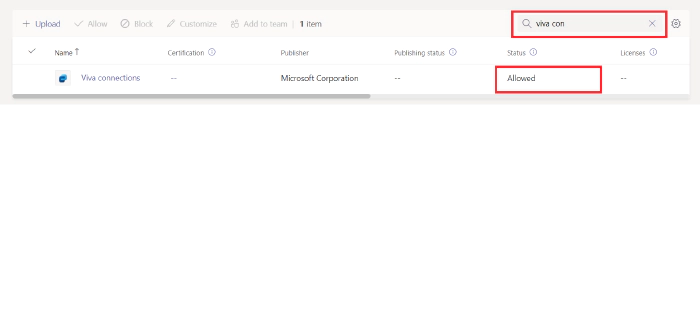 Upload Allow Block Customize Add to team | 1 item viva con
Name ↑ Certification Publisher Publishing status Status Licenses
Viva connections -- Microsoft Corporation -- Allowed --